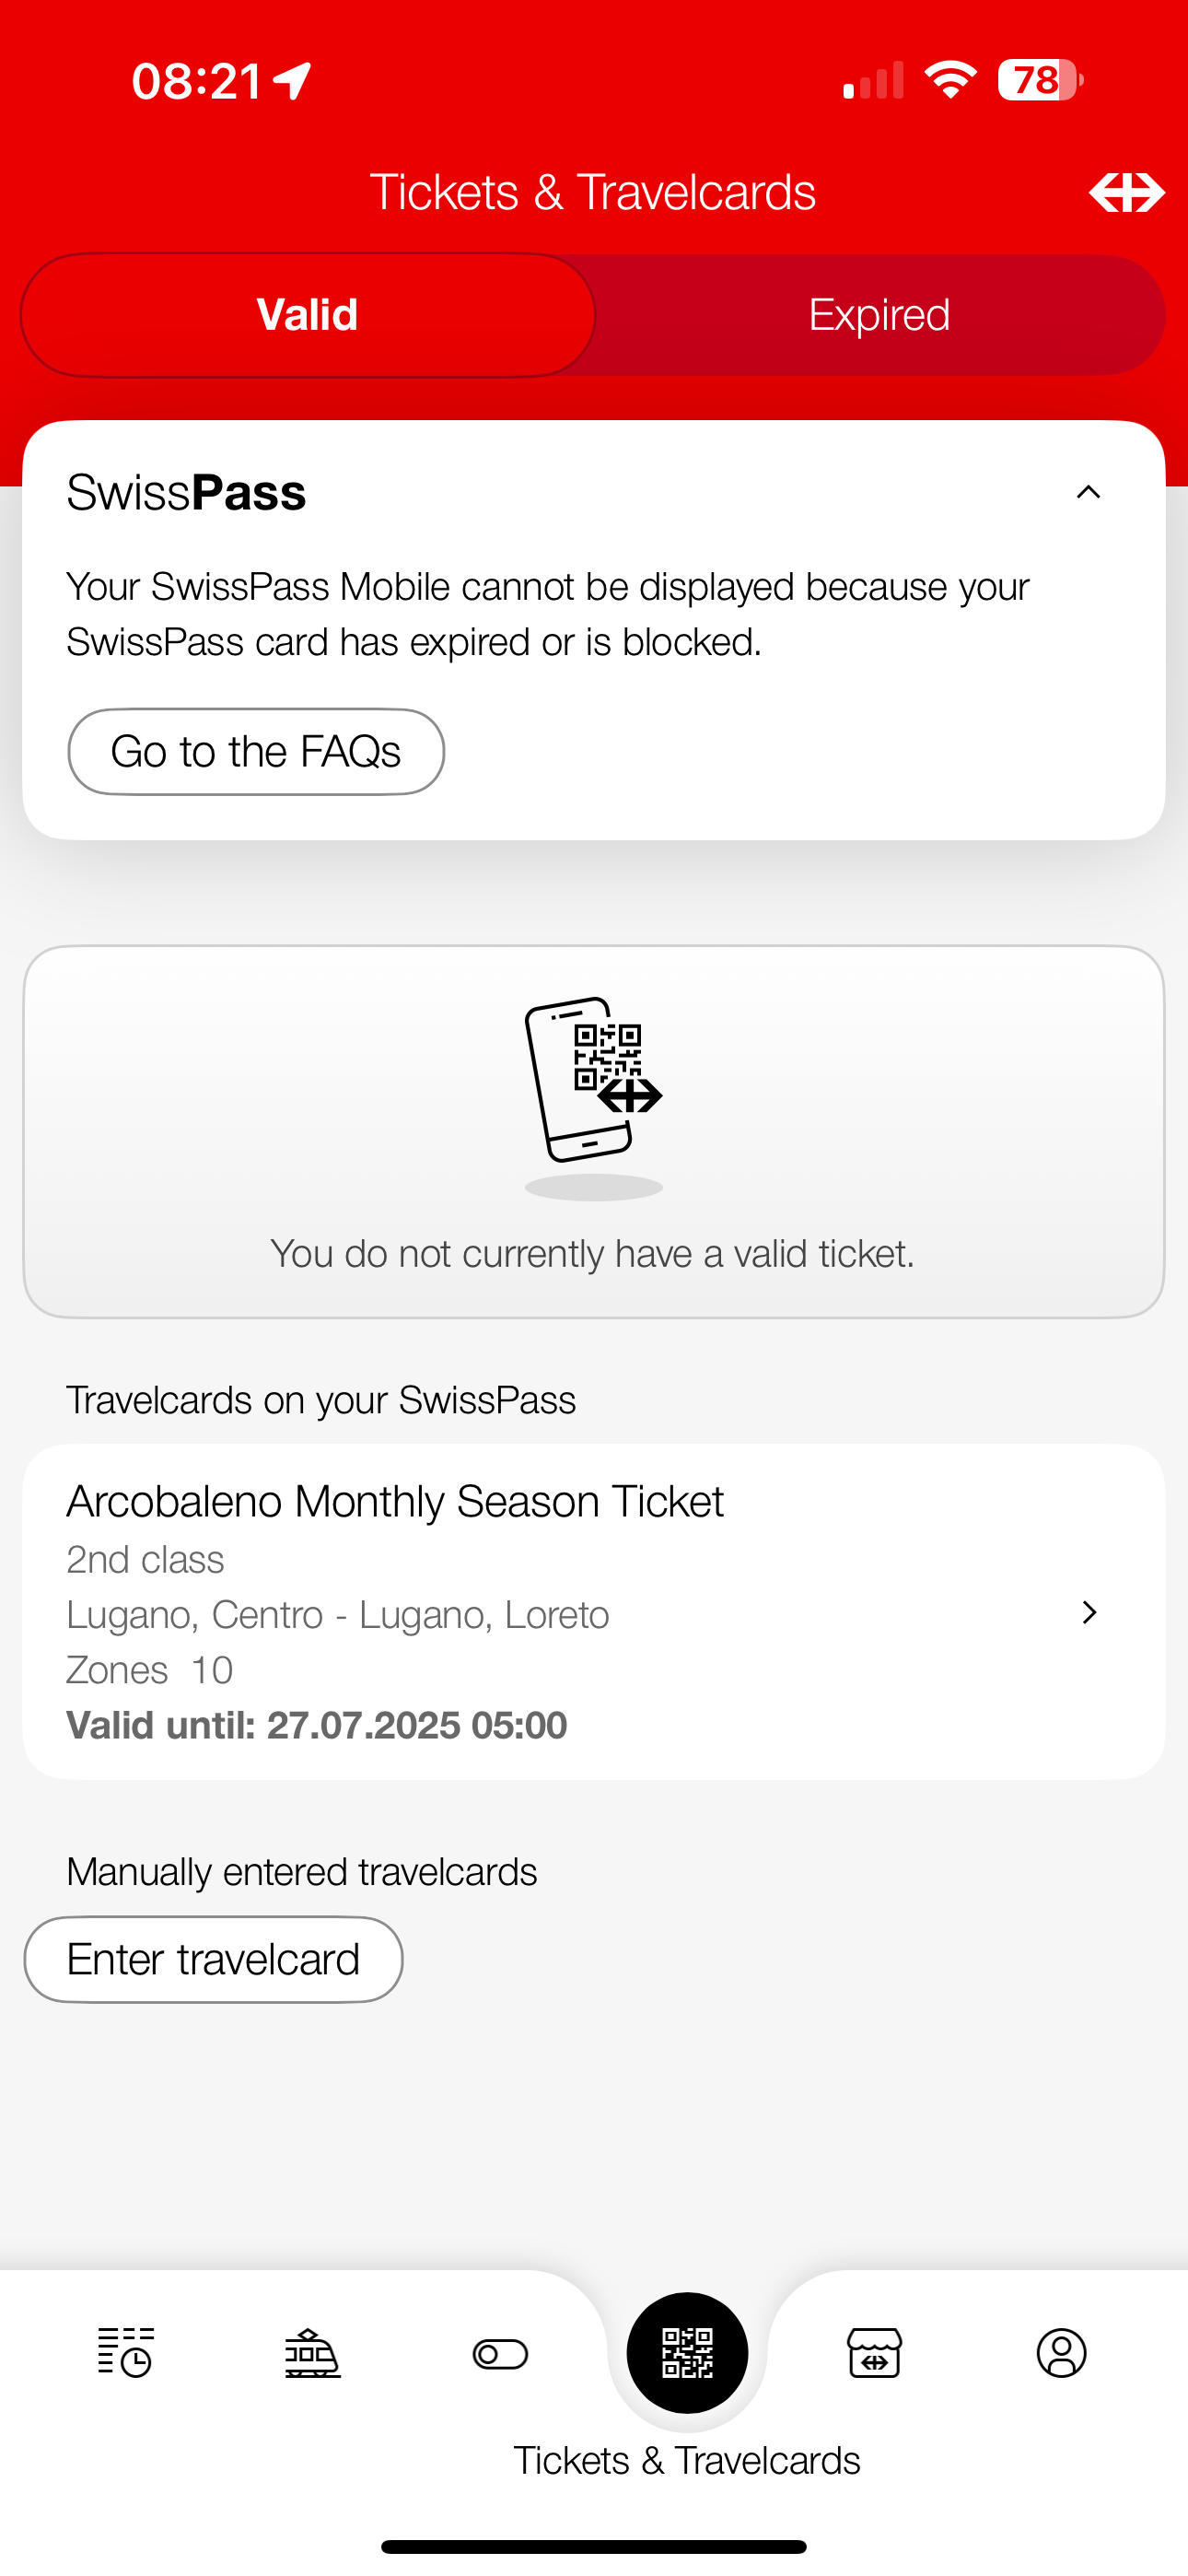 08:21
78
Tickets & Travelcards
Valid
Expired
SwissPass
Your SwissPass Mobile cannot be displayed because your
SwissPass card has expired or is blocked.
Go to the FAQs
You do not currently have a valid ticket.
Travelcards on your SwissPass
Arcobaleno Monthly Season Ticket
2nd class
Lugano, Centro - Lugano, Loreto
Zones  10
Valid until: 27.07.2025 05:00
Manually entered travelcards
Enter travelcard
Tickets & Travelcards